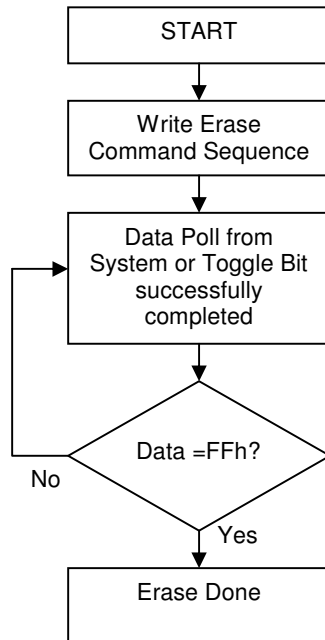 START
Write Erase
Command Sequence
Data Poll from
System or Toggle Bit
successfully
completed
Data =FFh?
No
Yes
Erase Done